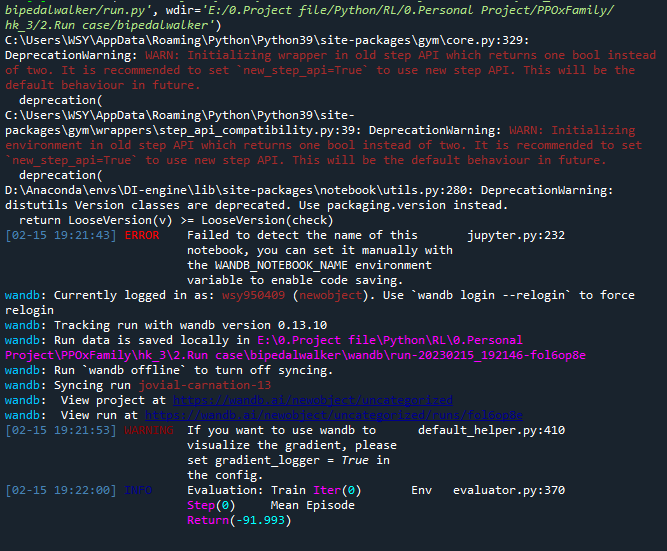 bipedalwalker/run.py', wdir='E:/0.Project file/Python/RL/0.Personal Project/PPOxFamily/
hk_3/2.Run case/bipedalwalker')
C:\Users\WSY\AppData\Roaming\Python\Python39\site-packages\gym\core.py:329:
DeprecationWarning: WARN: Initializing wrapper in old step API which returns one bool instead
of two. It is recommended to set `new_step_api=True` to use new step API. This will be the
default behaviour in future.
  deprecation(
C:\Users\WSY\AppData\Roaming\Python\Python39\site-
packages\gym\wrappers\step_api_compatibility.py:39: DeprecationWarning: WARN: Initializing
environment in old step API which returns one bool instead of two. It is recommended to set
`new_step_api=True` to use new step API. This will be the default behaviour in future.
  deprecation(
D:\Anaconda\envs\DI-engine\lib\site-packages\notebook\utils.py:280: DeprecationWarning:
distutils Version classes are deprecated. Use packaging.version instead.
  return LooseVersion(v) >= LooseVersion(check)
[02-15 19:21:43] ERROR    Failed to detect the name of this       jupyter.py:232
notebook, you can set it manually with
the WANDB_NOTEBOOK_NAME environment
variable to enable code saving.
wandb: Currently logged in as: wsy950409 (newobject). Use `wandb login --relogin` to force
relogin
wandb: Tracking run with wandb version 0.13.10
wandb: Run data is saved locally in E:\0.Project file\Python\RL\0.Personal
Project\PPOxFamily\hk_3\2.Run case\bipedalwalker\wandb\run-20230215_192146-fol6op8e
wandb: Run `wandb offline` to turn off syncing.
wandb: Syncing run jovial-carnation-13
wandb:  View project at https://wandb.ai/newobject/uncategorized
wandb:  View run at https://wandb.ai/newobject/uncategorized/runs/fol6op8e
[02-15 19:21:53] WARNING  If you want to use wandb to      default_helper.py:410
visualize the gradient, please
set gradient_logger = True in
the config.
[02-15 19:22:00] INFO     Evaluation: Train Iter(0)       Env   evaluator.py:370
Step(0)     Mean Episode
Return(-91.993)